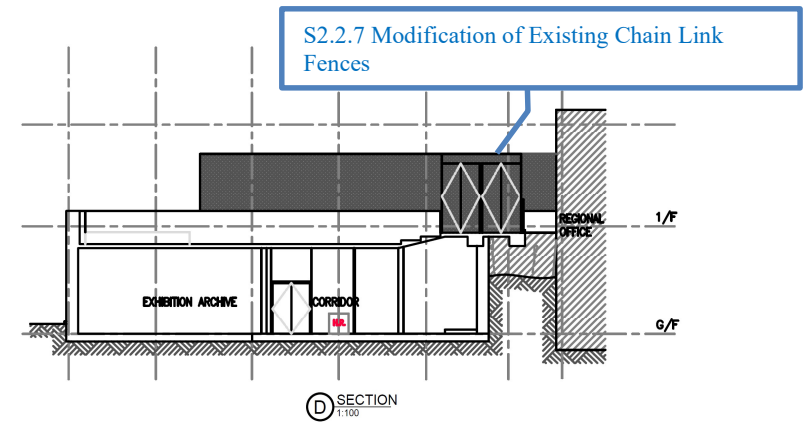 S2.2.7 Modification of Existing Chain Link
Fences
1/F
REGIONAL
OFFICE
EXHIBITION ARCHIVE
CORRIDOR
H.R.
G/F
D SECTION
1:100